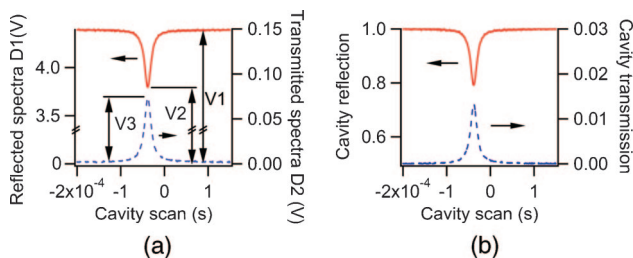 Reflected spectra D1(V)
4.0
3.5
0
V3
V2
V1
0.15
0.10
0.05
0.00
Transmitted spectra D2 (V)
-2x10-4
-1
0
1
Cavity scan (s)
(a)
Cavity reflection
1.0
0.8
0.6
0.03
0.02
0.01
0.00
Cavity transmission
-2x10-4
-1
0
1
Cavity scan (s)
(b)